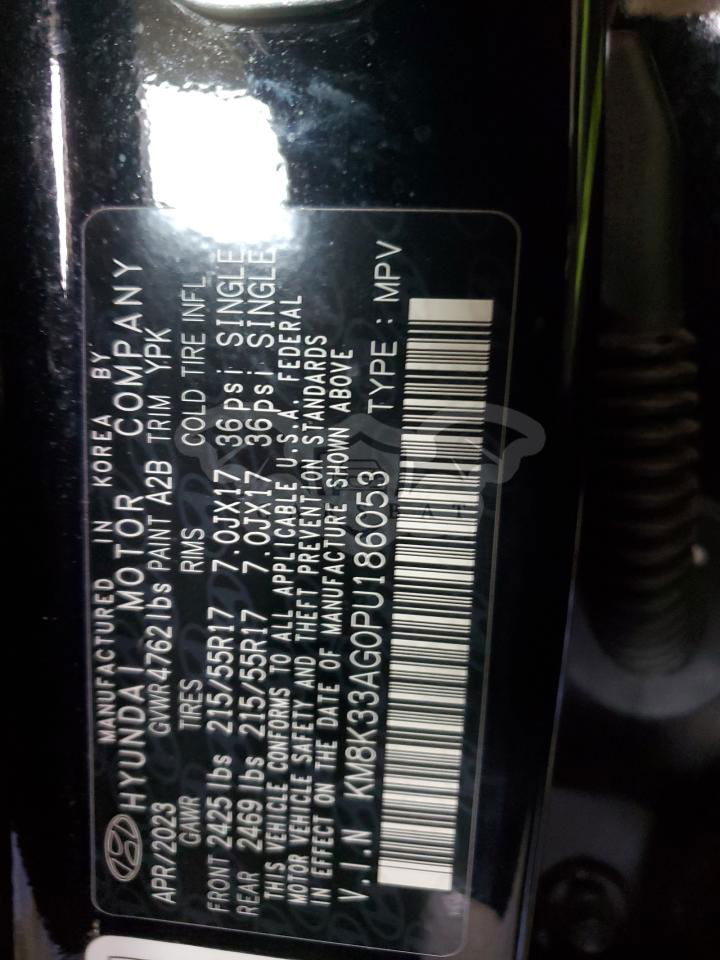 MANUFACTURED IN KOREA BY
HYUNDAI MOTOR COMPANY
APR/2023 GVWR 4762 lbs PAINT A2B TRIM YPK
GAWR TIRES RMS COLD TIRE INFL
FRONT 2425 lbs 215/55R17 7.0JX17 36psi SINGLE
REAR 2469 lbs 215/55R17 7.0JX17 36psi SINGLE
THIS VEHICLE CONFORMS TO ALL APPLICABLE U.S.A. FEDERAL
MOTOR VEHICLE SAFETY AND THEFT PREVENTION STANDARDS
IN EFFECT ON THE DATE OF MANUFACTURE SHOWN ABOVE
V.I.N KM8K33AG0PU186053 TYPE : MPV